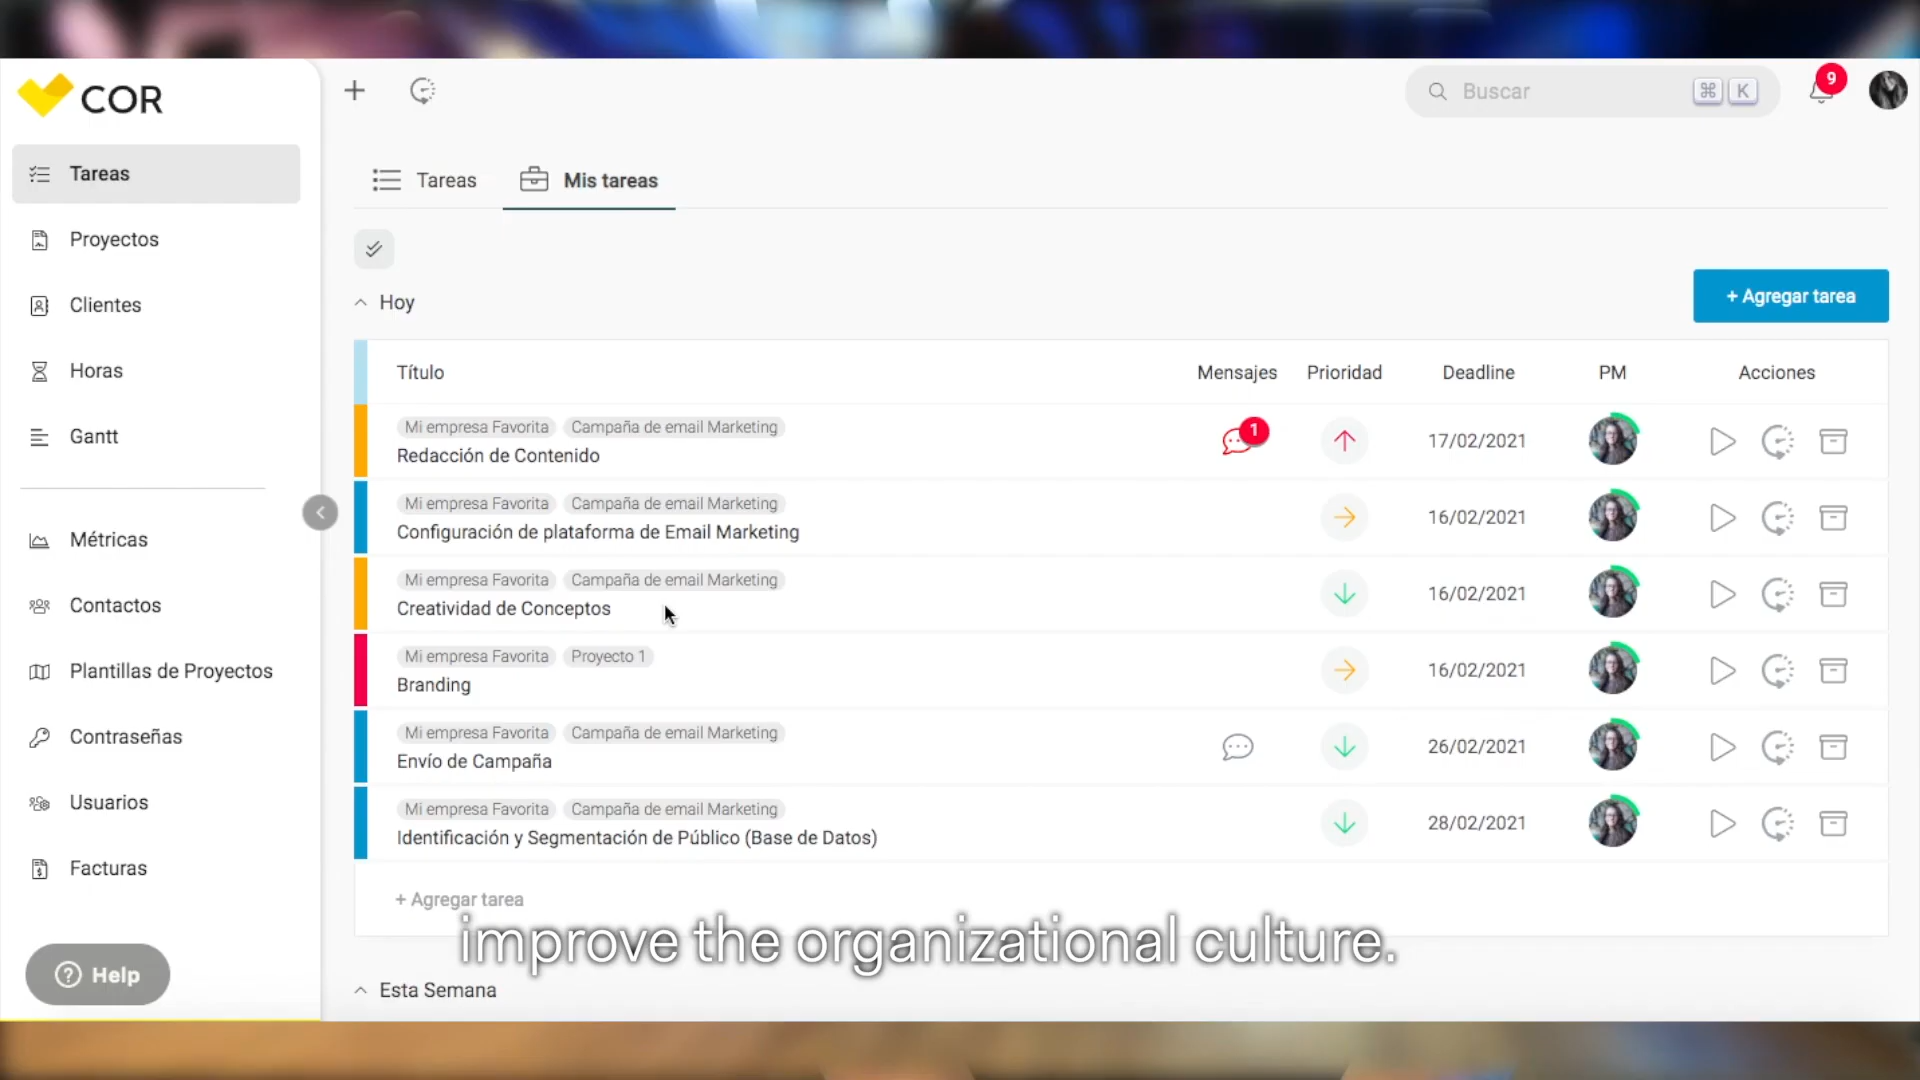 COR
Buscar ⌘ K
9
Tareas
Proyectos
Clientes
Horas
Gantt
Métricas
Contactos
Plantillas de Proyectos
Contraseñas
Usuarios
Facturas
Help
Tareas Mis tareas
Hoy
+ Agregar tarea
Título Mensajes Prioridad Deadline PM Acciones
Mi empresa Favorita Campaña de email Marketing
Redacción de Contenido 1 17/02/2021
Mi empresa Favorita Campaña de email Marketing
Configuración de plataforma de Email Marketing 16/02/2021
Mi empresa Favorita Campaña de email Marketing
Creatividad de Conceptos 16/02/2021
Mi empresa Favorita Proyecto 1
Branding 16/02/2021
Mi empresa Favorita Campaña de email Marketing
Envío de Campaña 26/02/2021
Mi empresa Favorita Campaña de email Marketing
Identificación y Segmentación de Público (Base de Datos) 28/02/2021
+ Agregar tarea
improve the organizational culture.
Esta Semana